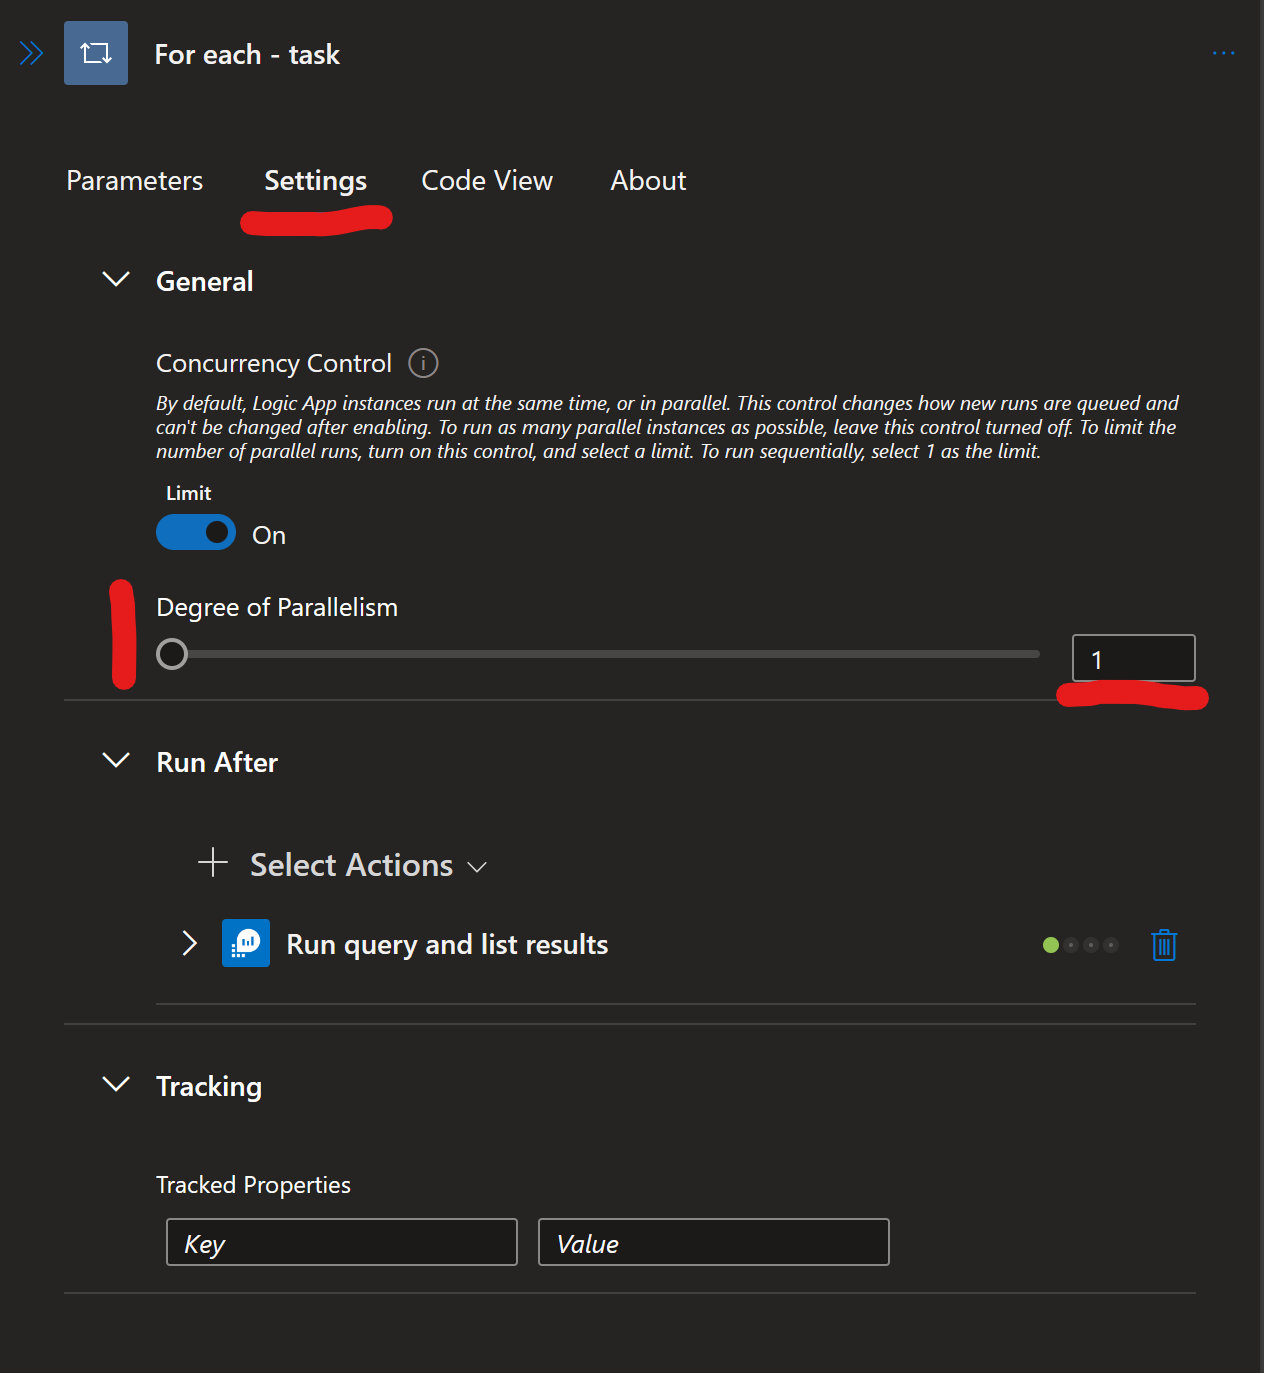 For each - task
Parameters Settings Code View About
General
Concurrency Control
By default, Logic App instances run at the same time, or in parallel. This control changes how new runs are queued and
can't be changed after enabling. To run as many parallel instances as possible, leave this control turned off. To limit the
number of parallel runs, turn on this control, and select a limit. To run sequentially, select 1 as the limit.
Limit
On
Degree of Parallelism
1
Run After
Select Actions
Run query and list results
Tracking
Tracked Properties
Key Value